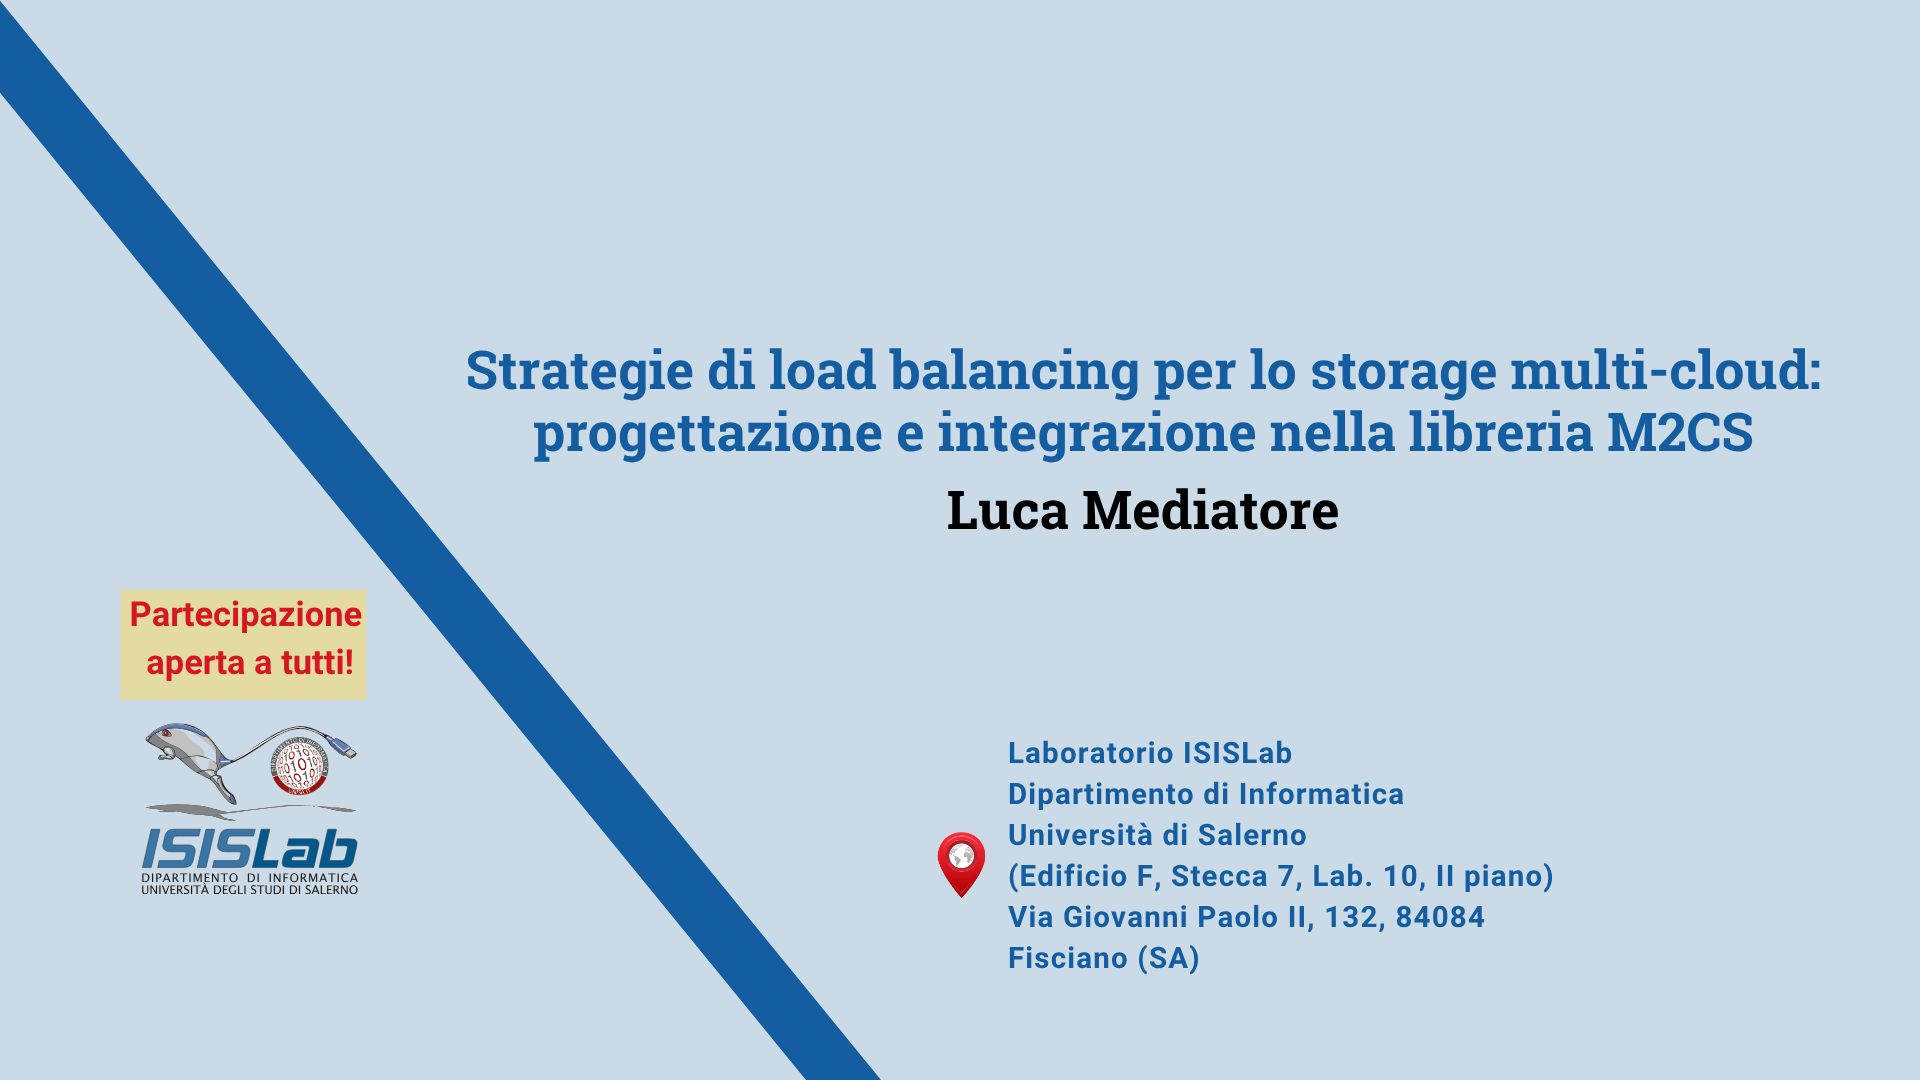 Strategie di load balancing per lo storage multi-cloud:
progettazione e integrazione nella libreria M2CS
Luca Mediatore
Partecipazione
aperta a tutti!
ISISLab
DIPARTIMENTO DI INFORMATICA
UNIVERSITÀ DEGLI STUDI DI SALERNO
Laboratorio ISISLab
Dipartimento di Informatica
Università di Salerno
(Edificio F, Stecca 7, Lab. 10, II piano)
Via Giovanni Paolo II, 132, 84084
Fisciano (SA)